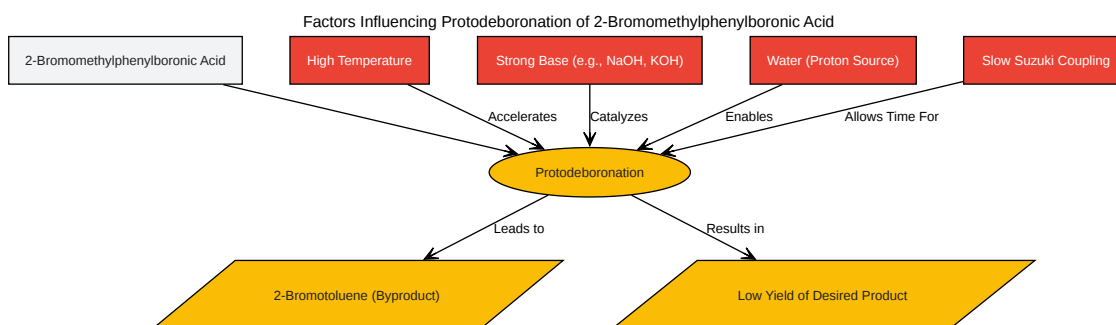 Factors Influencing Protodeboronation of 2-Bromomethylphenylboronic Acid
2-Bromomethylphenylboronic Acid
High Temperature
Strong Base (e.g., NaOH, KOH)
Water (Proton Source)
Slow Suzuki Coupling
Accelerates
Catalyzes
Enables
Allows Time For
Protodeboronation
Leads to
Results in
2-Bromotoluene (Byproduct)
Low Yield of Desired Product